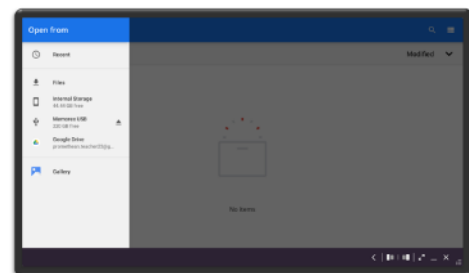 Open from
Modified
Recent
Files
Internal Storage
Memorex USB
Google Drive
Gallery
No items